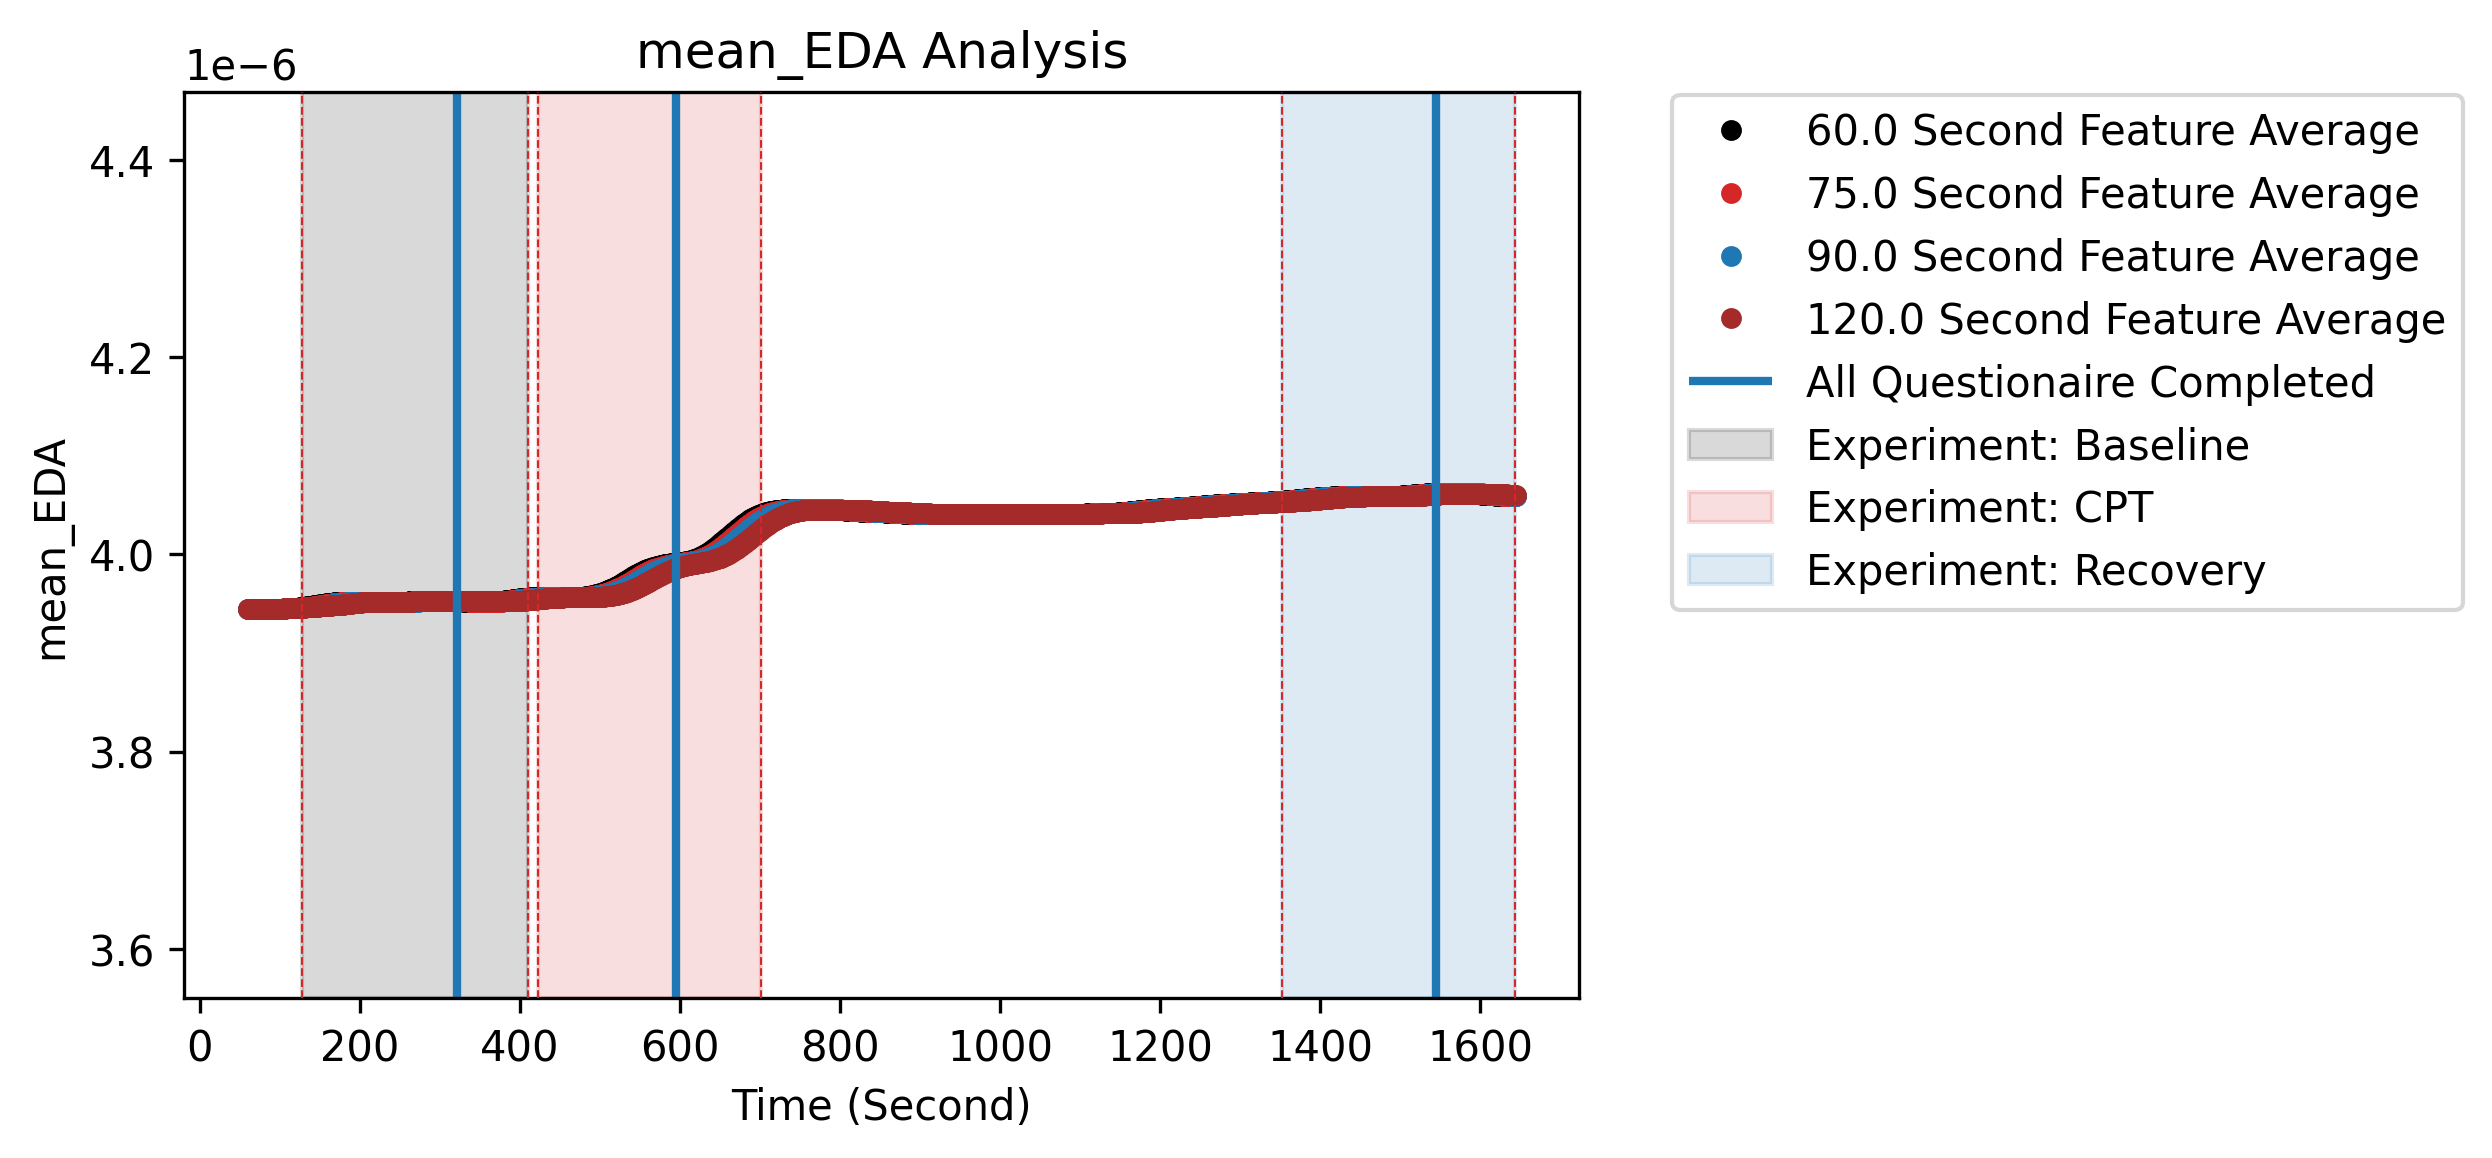 mean_EDA Analysis
1e−6
4.4
4.2
4.0
3.8
3.6
mean_EDA
0 200 400 600 800 1000 1200 1400 1600
Time (Second)
60.0 Second Feature Average
75.0 Second Feature Average
90.0 Second Feature Average
120.0 Second Feature Average
All Questionaire Completed
Experiment: Baseline
Experiment: CPT
Experiment: Recovery